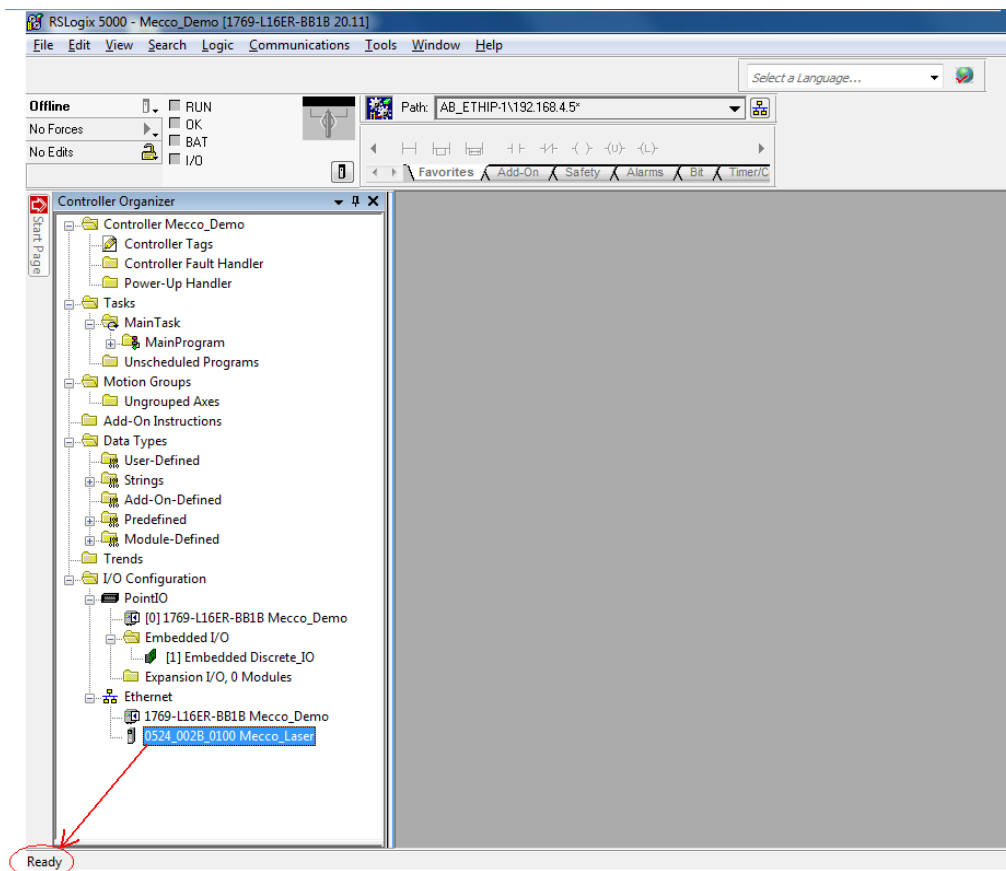 RSLogix 5000 - Mecco_Demo [1769-L16ER-BB1B 20.11]
File Edit View Search Logic Communications Tools Window Help
Select a Language...
Offline
RUN
No Forces
OK
No Edits
BAT
I/O
Path: AB_ETHIP-1\192.168.4.5*
Favorites Add-On Safety Alarms Bit Timer/C
Start Page
Controller Organizer
Controller Mecco_Demo
Controller Tags
Controller Fault Handler
Power-Up Handler
Tasks
MainTask
MainProgram
Unscheduled Programs
Motion Groups
Ungrouped Axes
Add-On Instructions
Data Types
User-Defined
Strings
Add-On-Defined
Predefined
Module-Defined
Trends
I/O Configuration
PointIO
[0] 1769-L16ER-BB1B Mecco_Demo
Embedded I/O
[1] Embedded Discrete_IO
Expansion I/O, 0 Modules
Ethernet
1769-L16ER-BB1B Mecco_Demo
0524_002B_0100 Mecco_Laser
Ready